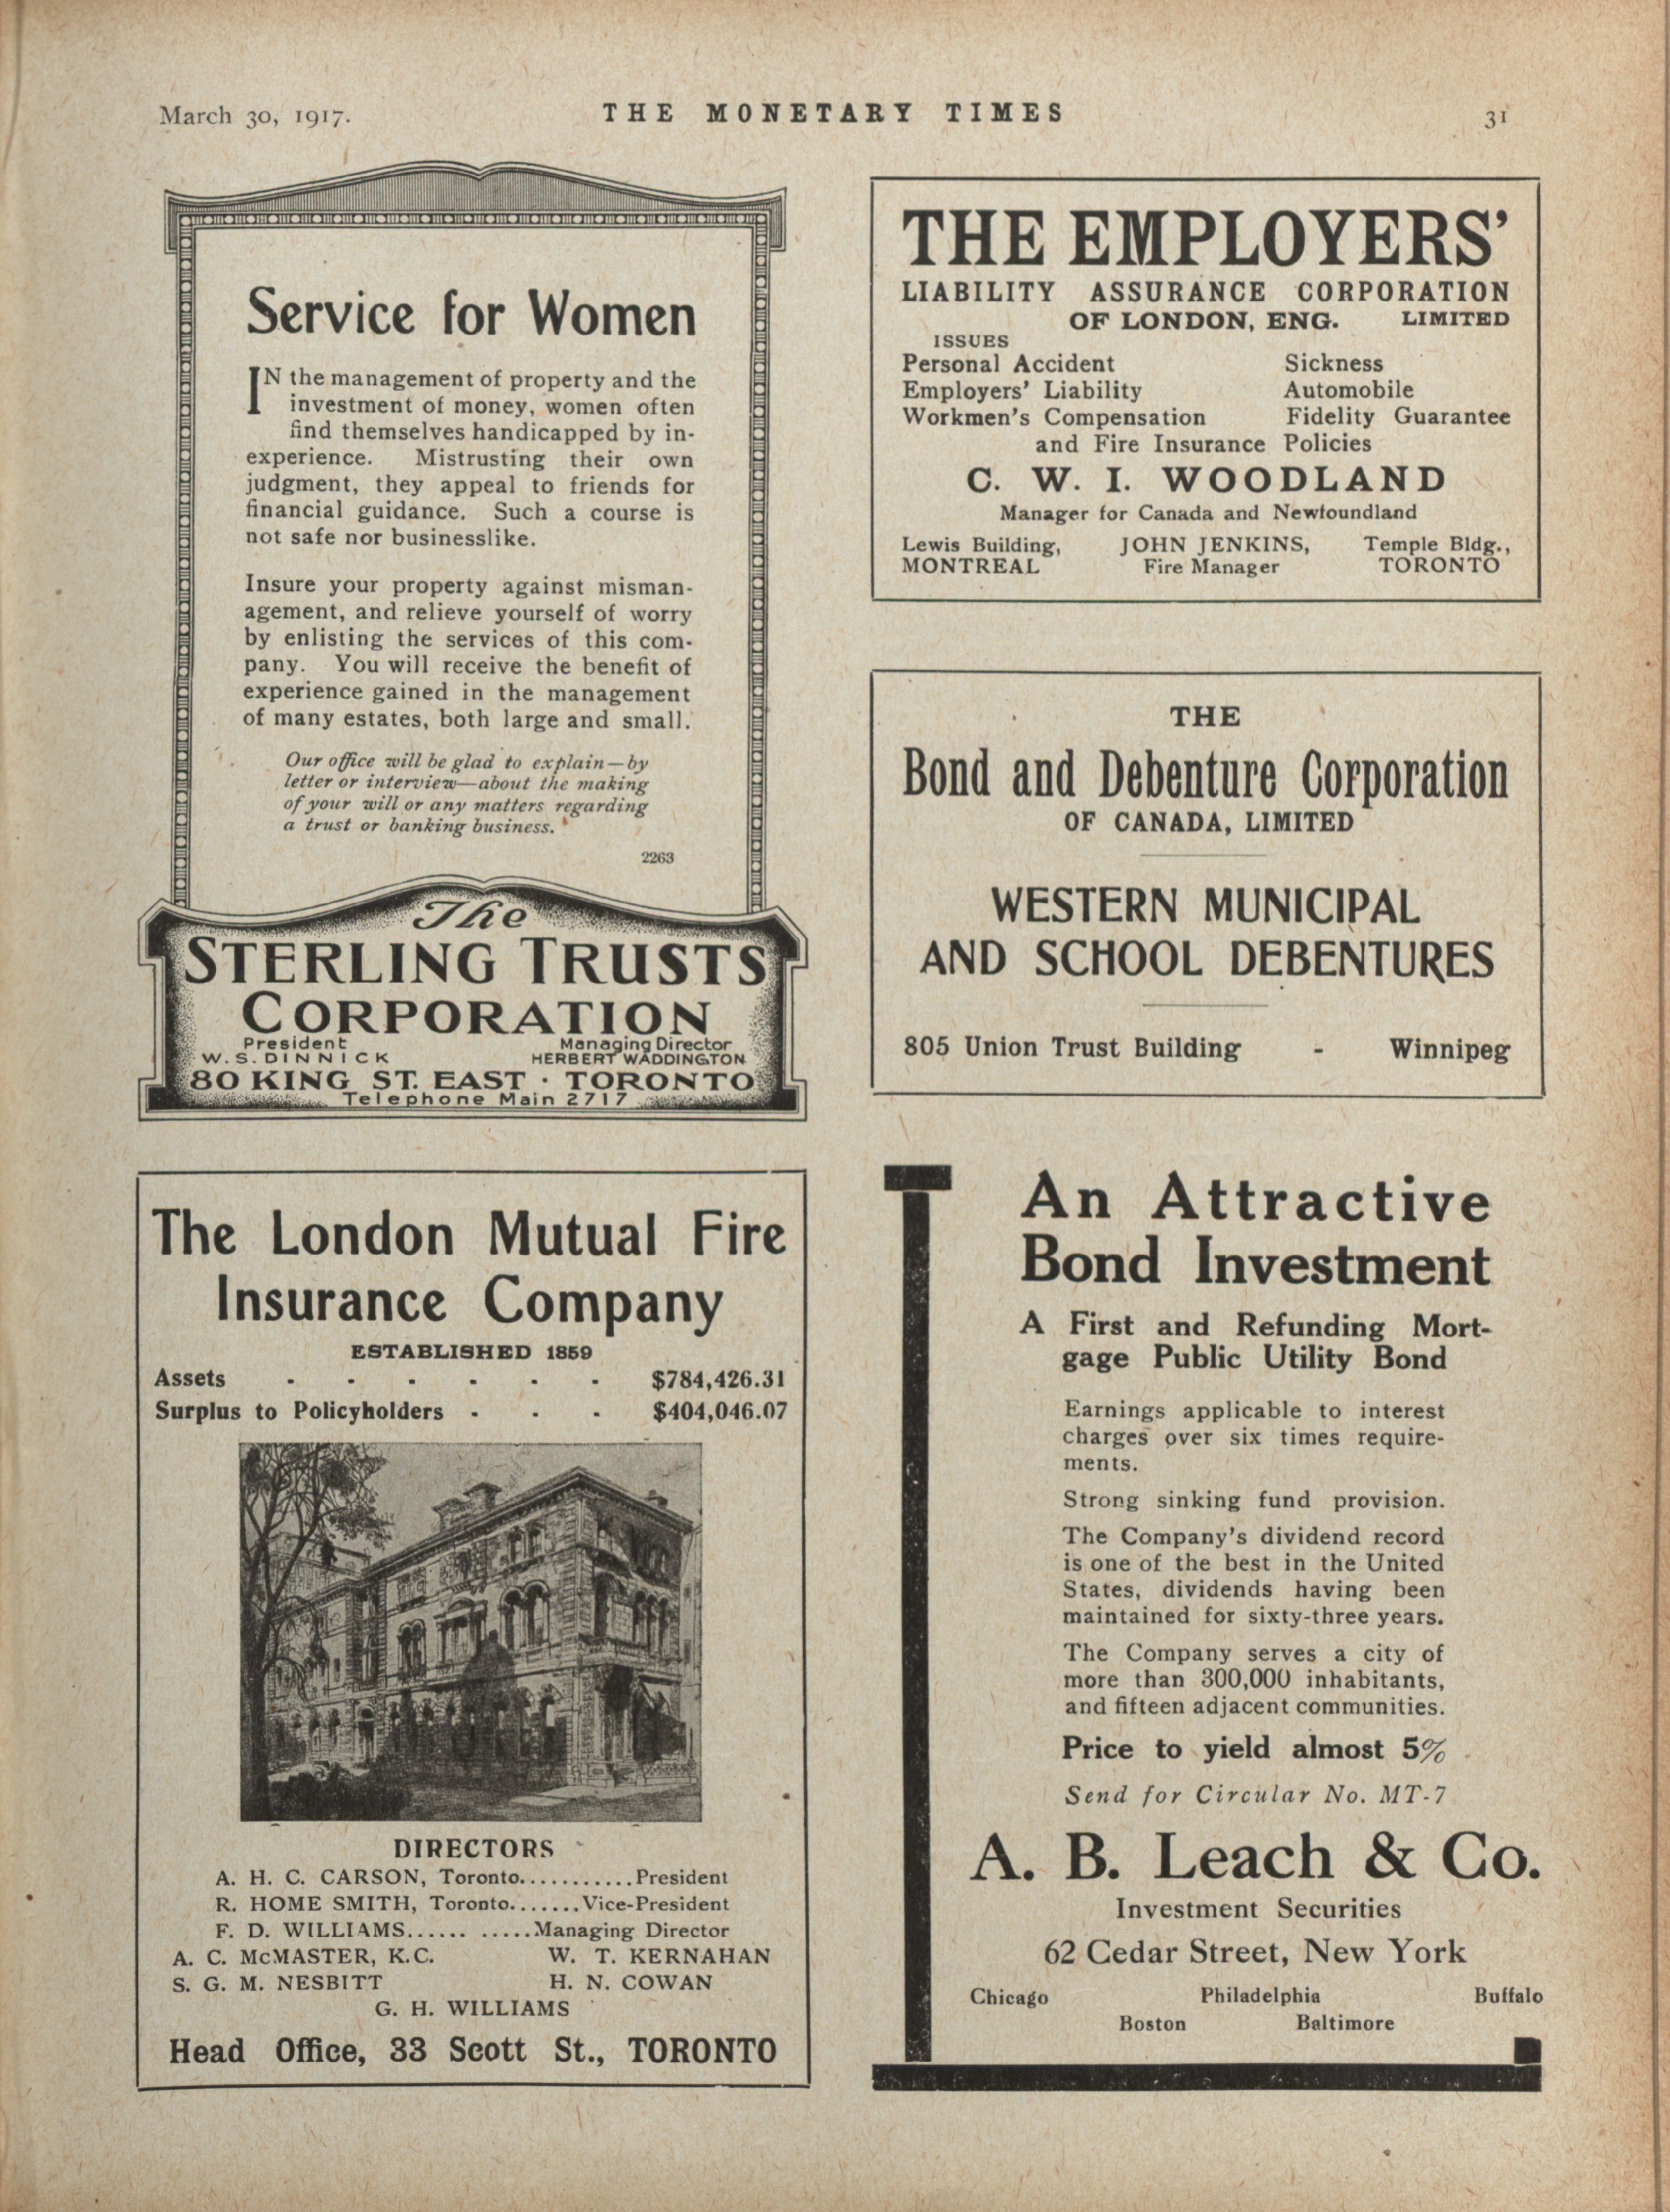 March 30, 1917.
THE MONETARY TIMES
31
Service for Women
IN the management of property and the
investment of money, women often
find themselves handicapped by in-
experience. Mistrusting their own
judgment, they appeal to friends for
financial guidance. Such a course is
not safe nor businesslike.
Insure your property against misman-
agement, and relieve yourself of worry
by enlisting the services of this com-
pany. You will receive the benefit of
experience gained in the management
of many estates, both large and small.
Our office will be glad to explain—by
letter or interview—about the making
of your will or any matters regarding
a trust or banking business.
2263
The
STERLING TRUSTS
CORPORATION
President Managing Director
W. S. DINNICK HERBERT WADDINGTON
80 KING ST. EAST · TORONTO
Telephone Main 2717
The London Mutual Fire
Insurance Company
ESTABLISHED 1859
Assets - - - - - - $784,426.31
Surplus to Policyholders - - - $404,046.07
DIRECTORS
A. H. C. CARSON, Toronto...........President
R. HOME SMITH, Toronto.......Vice-President
F. D. WILLIAMS...... .....Managing Director
A. C. McMASTER, K.C. W. T. KERNAHAN
S. G. M. NESBITT H. N. COWAN
G. H. WILLIAMS
Head Office, 33 Scott St., TORONTO
THE EMPLOYERS'
LIABILITY ASSURANCE CORPORATION
OF LONDON, ENG. LIMITED
ISSUES
Personal Accident Sickness
Employers' Liability Automobile
Workmen's Compensation Fidelity Guarantee
and Fire Insurance Policies
C. W. I. WOODLAND
Manager for Canada and Newfoundland
Lewis Building, JOHN JENKINS, Temple Bldg.,
MONTREAL Fire Manager TORONTO
THE
Bond and Debenture Corporation
OF CANADA, LIMITED
WESTERN MUNICIPAL
AND SCHOOL DEBENTURES
805 Union Trust Building - Winnipeg
An Attractive
Bond Investment
A First and Refunding Mort-
gage Public Utility Bond
Earnings applicable to interest
charges over six times require-
ments.
Strong sinking fund provision.
The Company's dividend record
is one of the best in the United
States, dividends having been
maintained for sixty-three years.
The Company serves a city of
more than 300,000 inhabitants,
and fifteen adjacent communities.
Price to yield almost 5%
Send for Circular No. MT-7
A. B. Leach & Co.
Investment Securities
62 Cedar Street, New York
Chicago Philadelphia Buffalo
Boston Baltimore